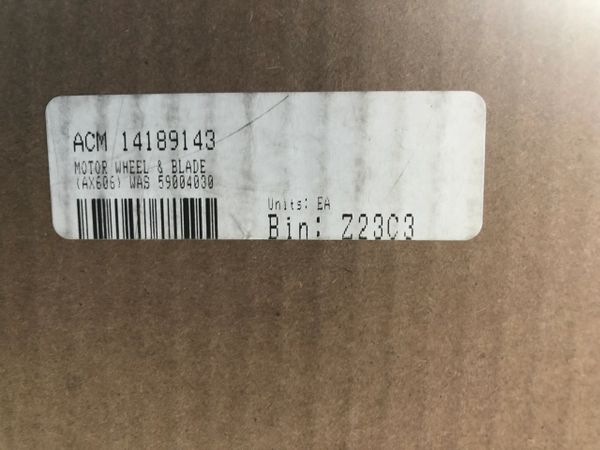 ACM 14189143
MOTOR WHEEL & BLADE
(AX606) WAS 59004030
Units: EA
Bin: Z23C3